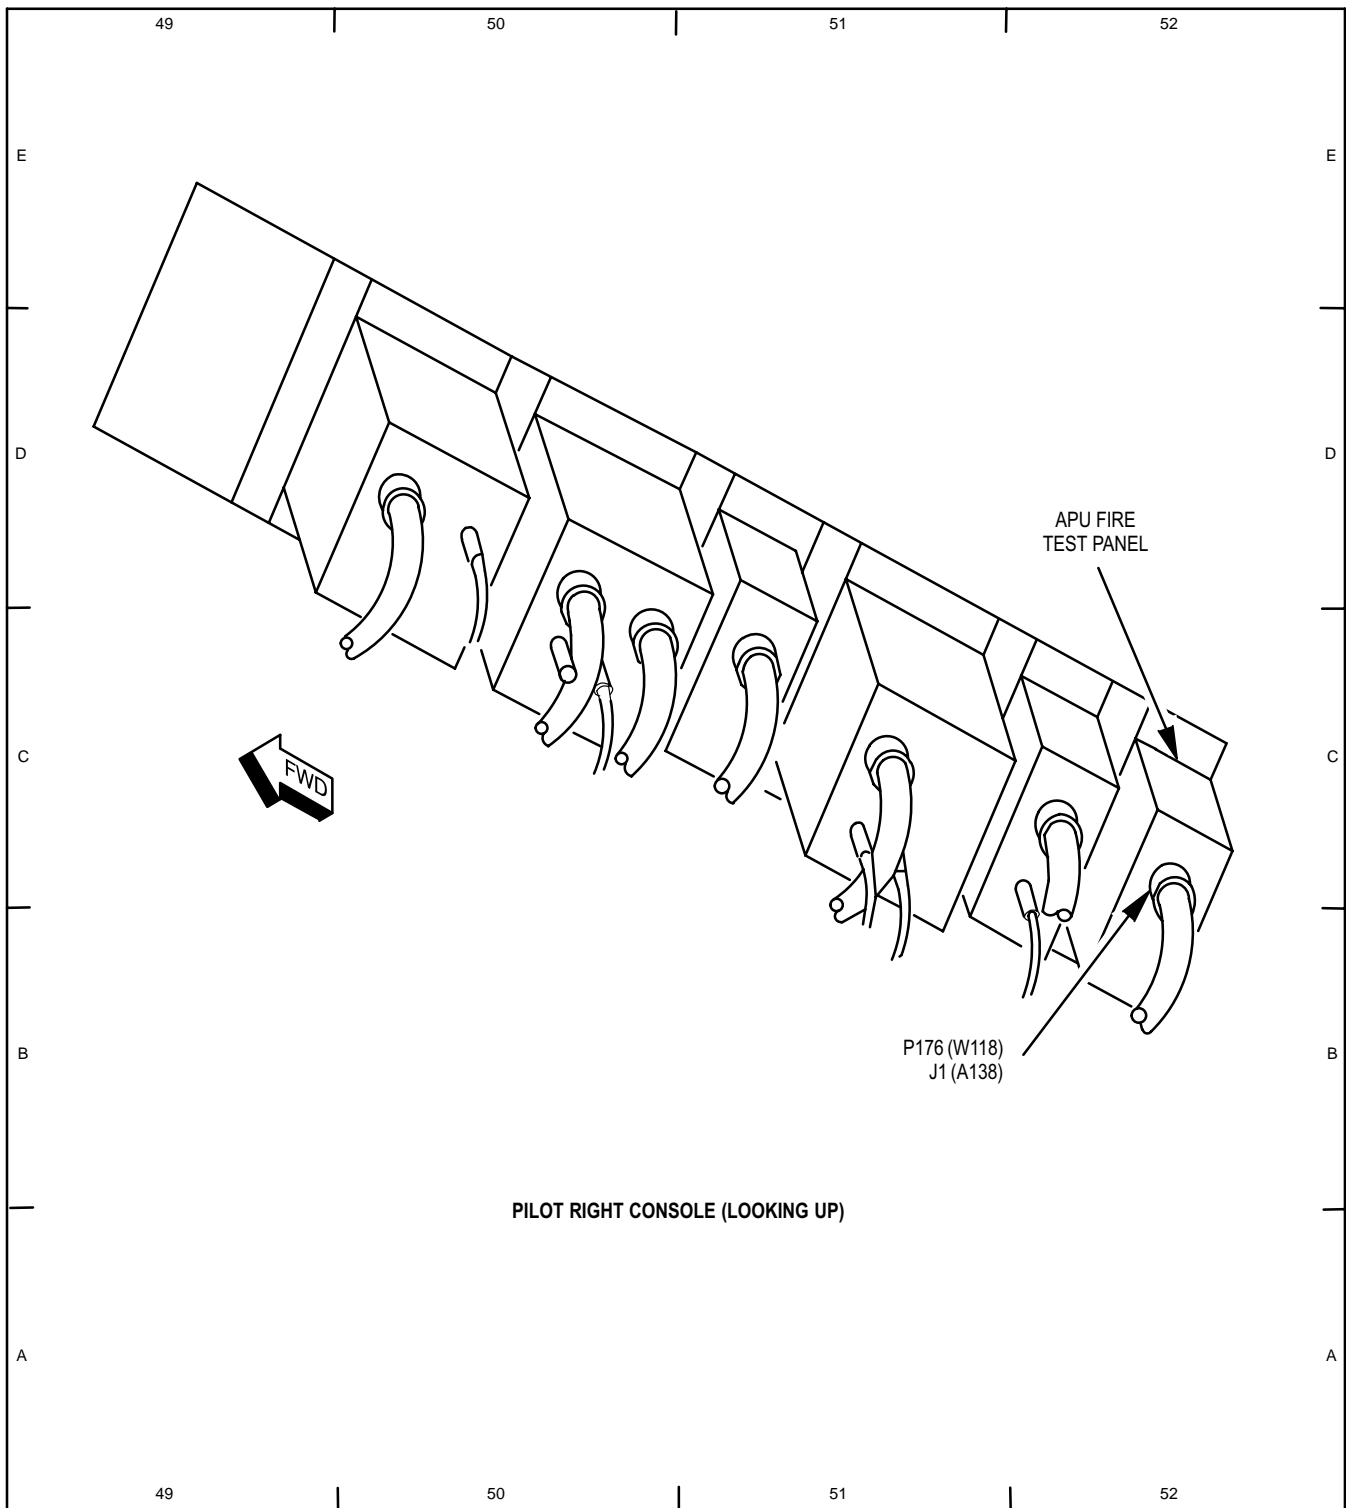 49 50 51 52
E E
D D
APU FIRE
TEST PANEL
C C
FWD
B B
P176 (W118)
J1 (A138)
PILOT RIGHT CONSOLE (LOOKING UP)
A A
49 50 51 52